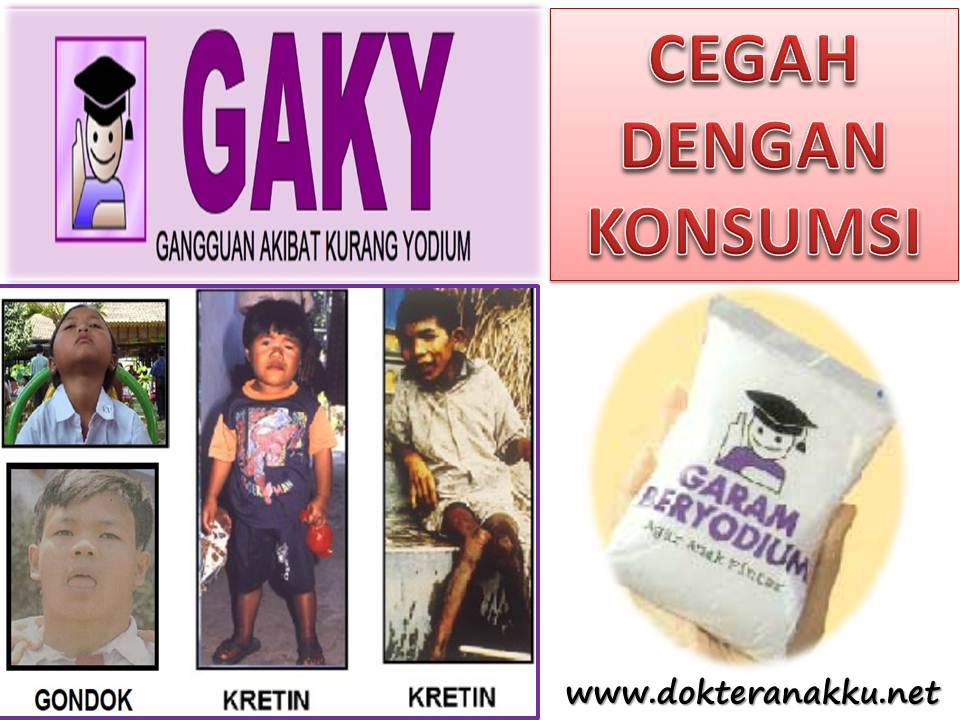 GAKY
GANGGUAN AKIBAT KURANG YODIUM
CEGAH
DENGAN
KONSUMSI
GONDOK
KRETIN
KRETIN
GARAM
BERYODIUM
Agar Anak Pintar
www.dokteranakku.net